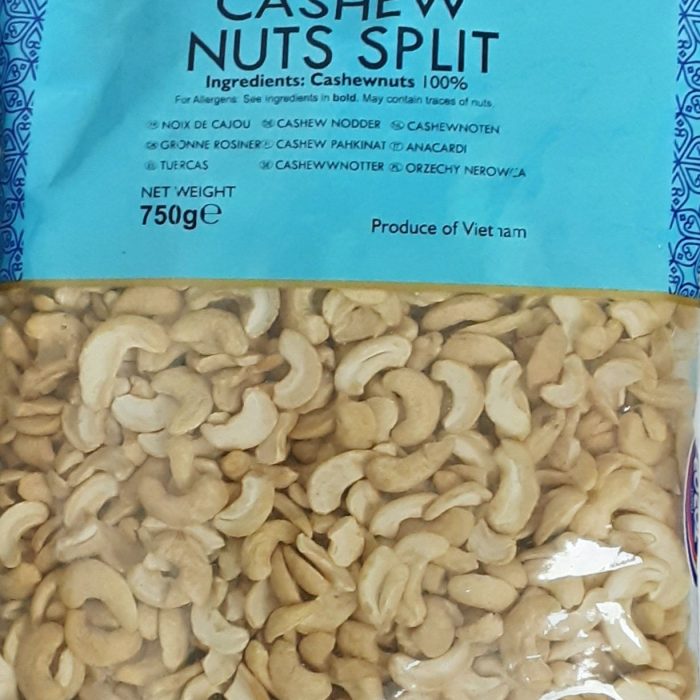 CASHEW
NUTS SPLIT
Ingredients: Cashewnuts 100%
For Allergens: See ingredients in bold. May contain traces of nuts.
NOIX DE CAJOU CASHEW NODDER CASHEWNOTEN
GRONNE ROSINER CASHEW PAHKINAT ANACARDI
TUERCAS CASHEWWNOTTER ORZECHY NEROWCA
NET WEIGHT
750g℮
Produce of Vietnam